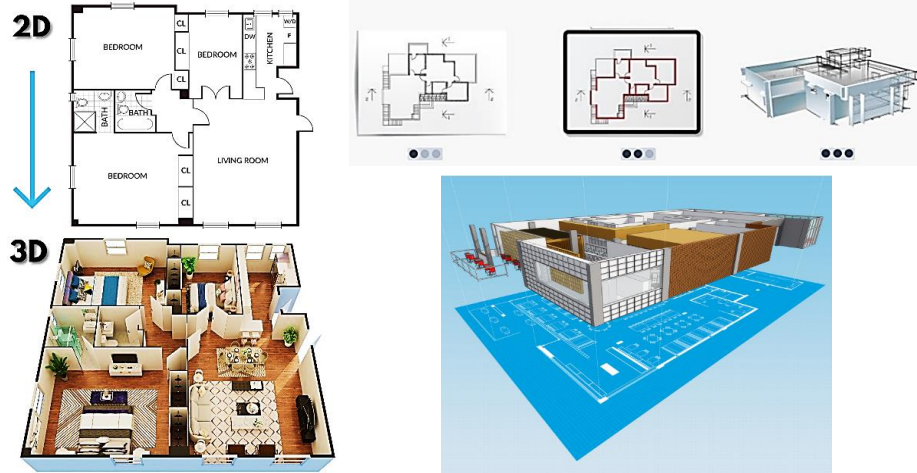 2D
CL
W/D
BEDROOM
CL
BEDROOM
DW
KITCHEN
F
CL
BATH
BATH
LIVING ROOM
BEDROOM
CL
CL
3D